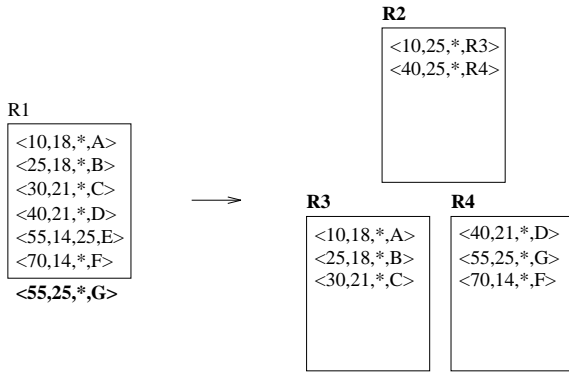 R1
<10,18,*,A>
<25,18,*,B>
<30,21,*,C>
<40,21,*,D>
<55,14,25,E>
<70,14,*,F>
<55,25,*,G>
R2
<10,25,*,R3>
<40,25,*,R4>
R3
<10,18,*,A>
<25,18,*,B>
<30,21,*,C>
R4
<40,21,*,D>
<55,25,*,G>
<70,14,*,F>